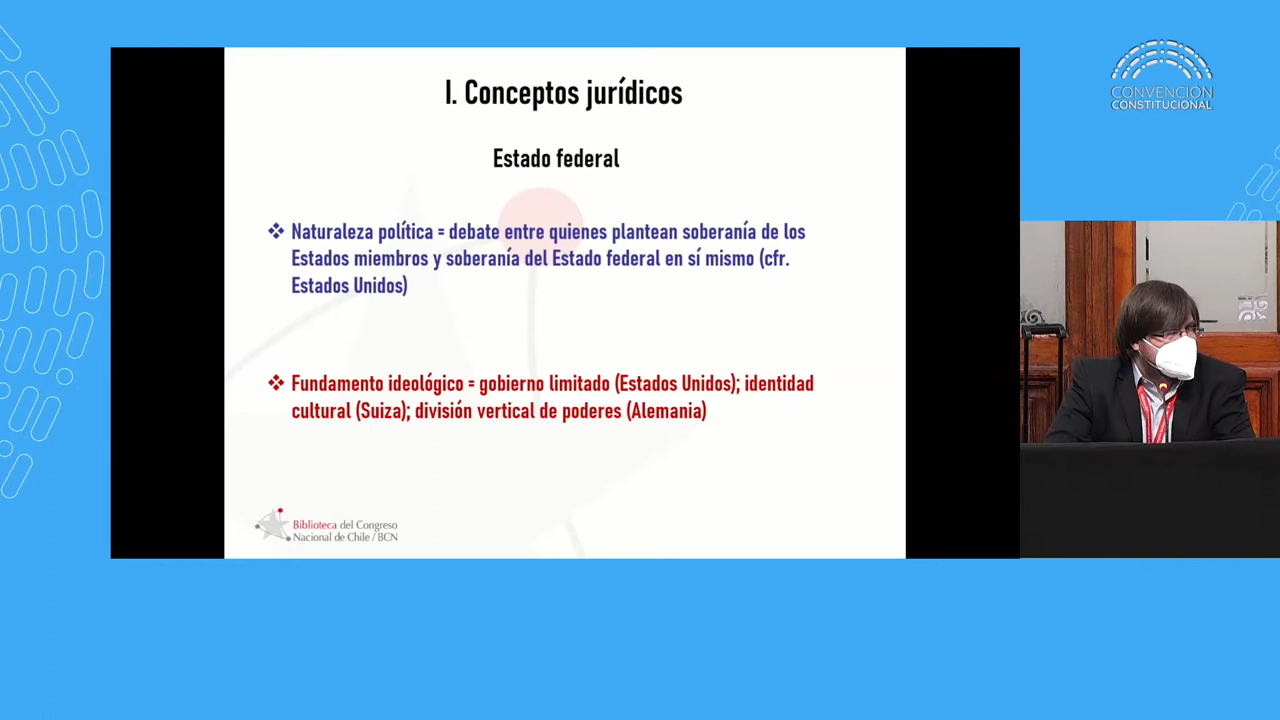 I. Conceptos jurídicos
Estado federal
Naturaleza política = debate entre quienes plantean soberanía de los
Estados miembros y soberanía del Estado federal en sí mismo (cfr.
Estados Unidos)
Fundamento ideológico = gobierno limitado (Estados Unidos); identidad
cultural (Suiza); división vertical de poderes (Alemania)
Biblioteca del Congreso
Nacional de Chile / BCN
CONVENCIÓN
CONSTITUCIONAL